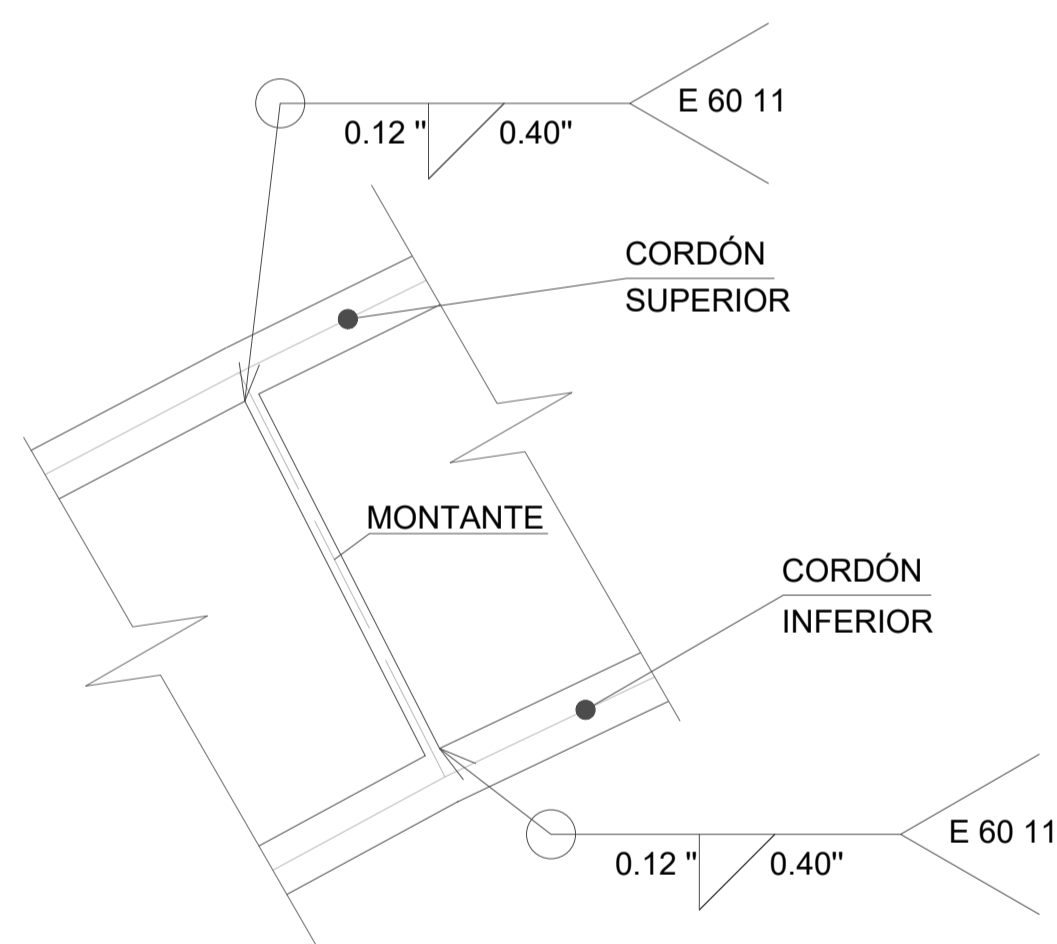 E 60 11
0.12 " 0.40"
CORDÓN
SUPERIOR
MONTANTE
CORDÓN
INFERIOR
E 60 11
0.12 " 0.40"